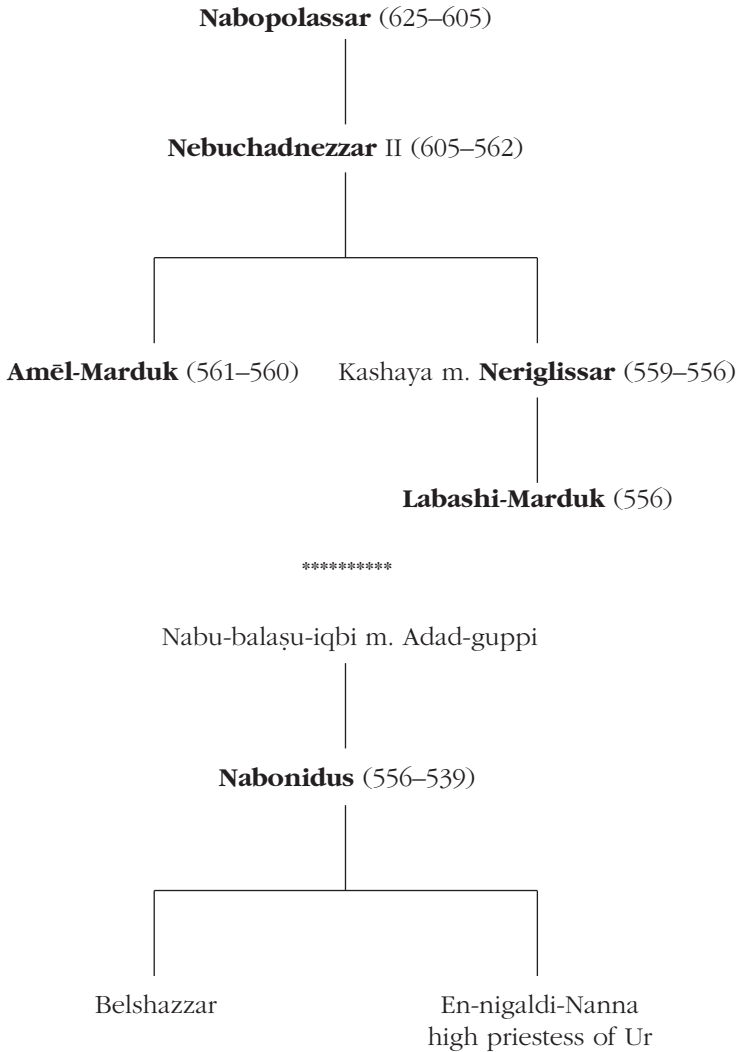 Nabopolassar (625–605)
Nebuchadnezzar II (605–562)
Amēl-Marduk (561–560) Kashaya m. Neriglissar (559–556)
Labashi-Marduk (556)
**********
Nabu-balaṣu-iqbi m. Adad-guppi
Nabonidus (556–539)
Belshazzar
En-nigaldi-Nanna
high priestess of Ur